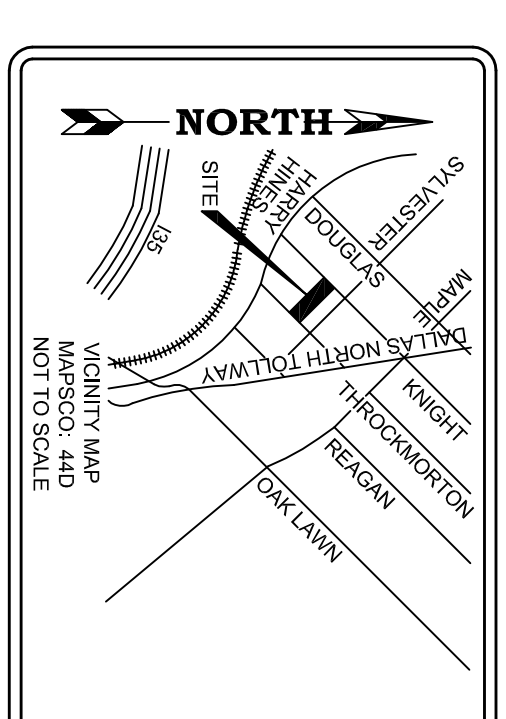 NORTH
SITE
HARRY
HINES
SYLVESTER
DOUGLAS
I35
MAPLE
DALLAS NORTH TOLLWAY
KNIGHT
THROCKMORTON
REAGAN
OAK LAWN
VICINITY MAP
MAPSCO: 44D
NOT TO SCALE